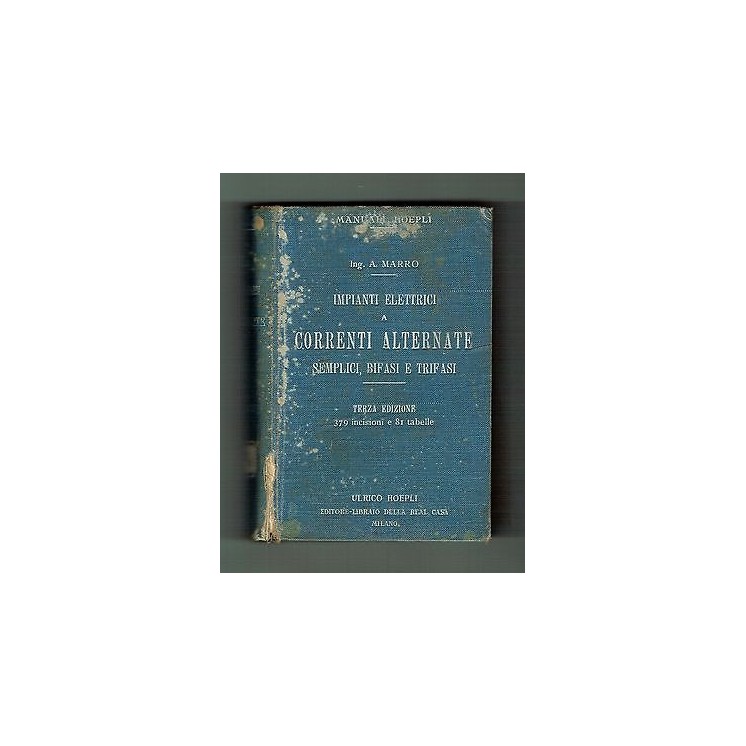 MANUALI HOEPLI
Ing. A. MARRO
IMPIANTI ELETTRICI
A
CORRENTI ALTERNATE
SEMPLICI, BIFASI E TRIFASI
TERZA EDIZIONE
379 incisioni e 81 tabelle
ULRICO HOEPLI
EDITORE-LIBRAIO DELLA REAL CASA
MILANO